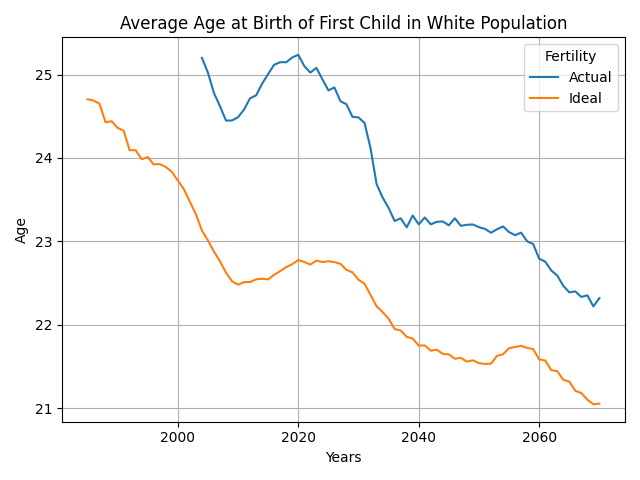 Average Age at Birth of First Child in White Population
Fertility
Actual
Ideal
Age
25
24
23
22
21
2000
2020
2040
2060
Years